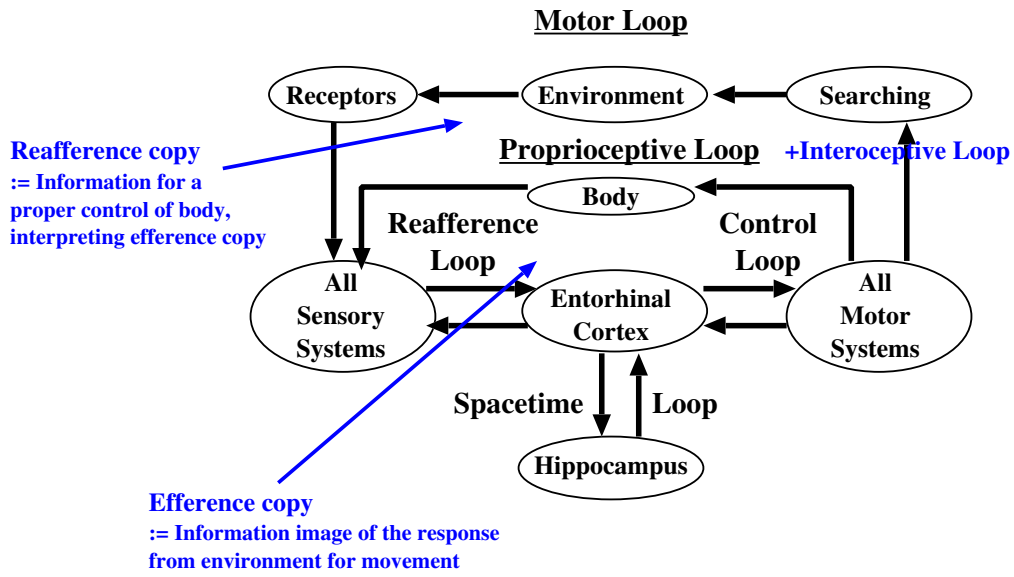 Motor Loop
Receptors
Environment
Searching
Reafference copy
:= Information for a
proper control of body,
interpreting efference copy
Proprioceptive Loop
+Interoceptive Loop
Body
Reafference
Loop
Control
Loop
All
Sensory
Systems
Entorhinal
Cortex
All
Motor
Systems
Spacetime
Loop
Hippocampus
Efference copy
:= Information image of the response
from environment for movement